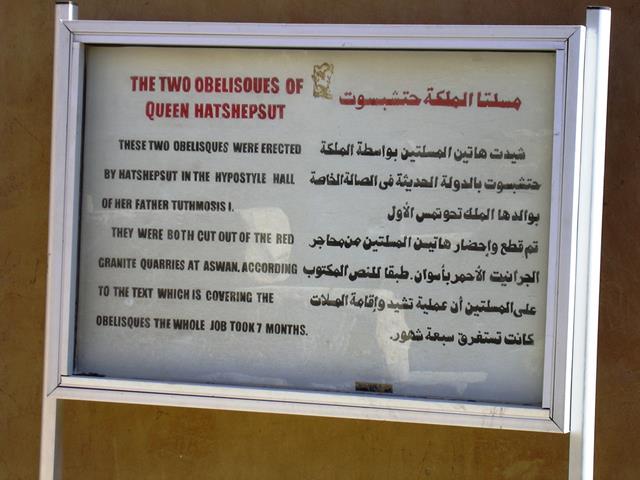 THE TWO OBELISQUES OF
QUEEN HATSHEPSUT
THESE TWO OBELISQUES WERE ERECTED
BY HATSHEPSUT IN THE HYPOSTYLE HALL
OF HER FATHER TUTHMOSIS I.
THEY WERE BOTH CUT OUT OF THE RED
GRANITE QUARRIES AT ASWAN. ACCORDING
TO THE TEXT WHICH IS COVERING THE
OBELISQUES THE WHOLE JOB TOOK 7 MONTHS.
مسلتا الملكة حتشبسوت
شيدت هاتين المسلتين بواسطة الملكة
حتشبسوت بالدولة الحديثة فى الصالة الخاصة
بوالدها الملك تحوتمس الأول
تم قطع وإحضار هاتين المسلتين من محاجر
الجرانيت الأحمر بأسوان. طبقا للنص المكتوب
على المسلتين أن عملية تشيد وإقامة المسلات
كانت تستغرق سبعة شهور.